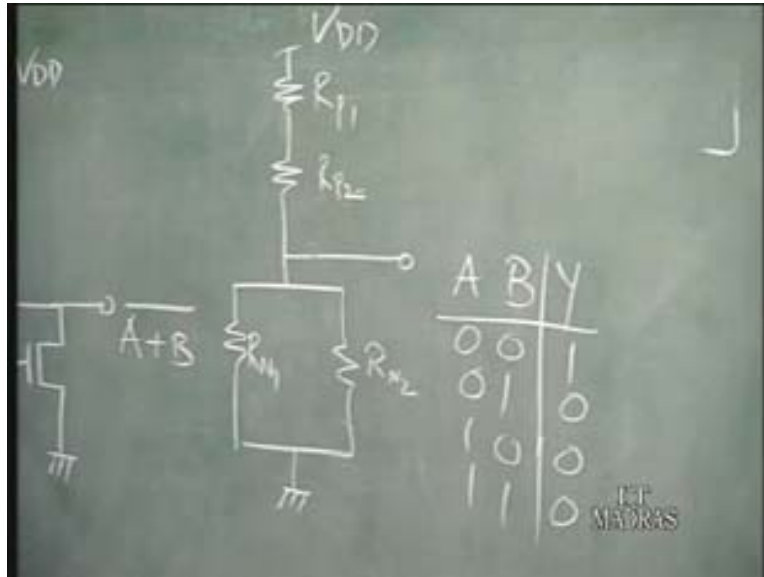 VDD
VDD
RP1
RP2
A+B
RN1
RN2
A B Y
0 0 1
0 1 0
1 0 0
1 1 0
IIT
MADRAS